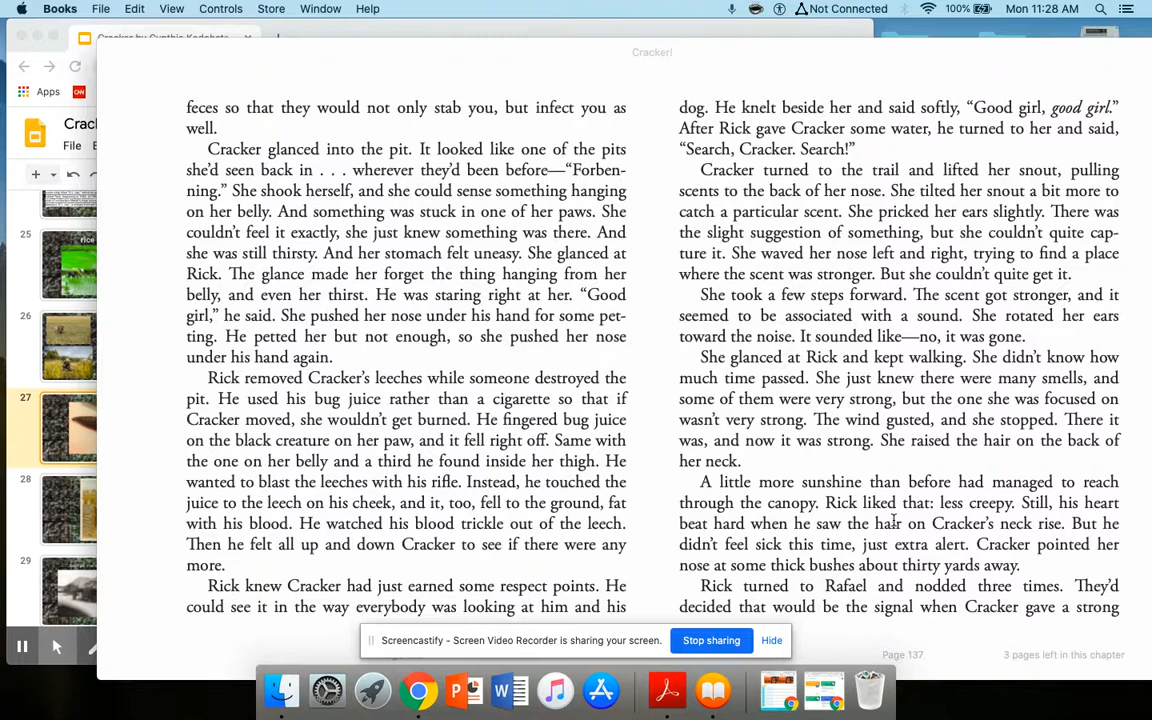 Books File Edit View Controls Store Window Help Not Connected 100% Mon 11:28 AM
Cracker!
Apps
File
25
26
27
28
29
feces so that they would not only stab you, but infect you as
well.
Cracker glanced into the pit. It looked like one of the pits
she’d seen back in . . . wherever they’d been before—“Forben-
ning.” She shook herself, and she could sense something hanging
on her belly. And something was stuck in one of her paws. She
couldn’t feel it exactly, she just knew something was there. And
she was still thirsty. And her stomach felt uneasy. She glanced at
Rick. The glance made her forget the thing hanging from her
belly, and even her thirst. He was staring right at her. “Good
girl,” he said. She pushed her nose under his hand for some pet-
ting. He petted her but not enough, so she pushed her nose
under his hand again.
Rick removed Cracker’s leeches while someone destroyed the
pit. He used his bug juice rather than a cigarette so that if
Cracker moved, she wouldn’t get burned. He fingered bug juice
on the black creature on her paw, and it fell right off. Same with
the one on her belly and a third he found inside her thigh. He
wanted to blast the leeches with his rifle. Instead, he touched the
juice to the leech on his cheek, and it, too, fell to the ground, fat
with his blood. He watched his blood trickle out of the leech.
Then he felt all up and down Cracker to see if there were any
more.
Rick knew Cracker had just earned some respect points. He
could see it in the way everybody was looking at him and his
dog. He knelt beside her and said softly, “Good girl, good girl.”
After Rick gave Cracker some water, he turned to her and said,
“Search, Cracker. Search!”
Cracker turned to the trail and lifted her snout, pulling
scents to the back of her nose. She tilted her snout a bit more to
catch a particular scent. She pricked her ears slightly. There was
the slight suggestion of something, but she couldn’t quite cap-
ture it. She waved her nose left and right, trying to find a place
where the scent was stronger. But she couldn’t quite get it.
She took a few steps forward. The scent got stronger, and it
seemed to be associated with a sound. She rotated her ears
toward the noise. It sounded like—no, it was gone.
She glanced at Rick and kept walking. She didn’t know how
much time passed. She just knew there were many smells, and
some of them were very strong, but the one she was focused on
wasn’t very strong. The wind gusted, and she stopped. There it
was, and now it was strong. She raised the hair on the back of
her neck.
A little more sunshine than before had managed to reach
through the canopy. Rick liked that: less creepy. Still, his heart
beat hard when he saw the hair on Cracker’s neck rise. But he
didn’t feel sick this time, just extra alert. Cracker pointed her
nose at some thick bushes about thirty yards away.
Rick turned to Rafael and nodded three times. They’d
decided that would be the signal when Cracker gave a strong
Screencastify - Screen Video Recorder is sharing your screen. Stop sharing Hide
Page 137 3 pages left in this chapter